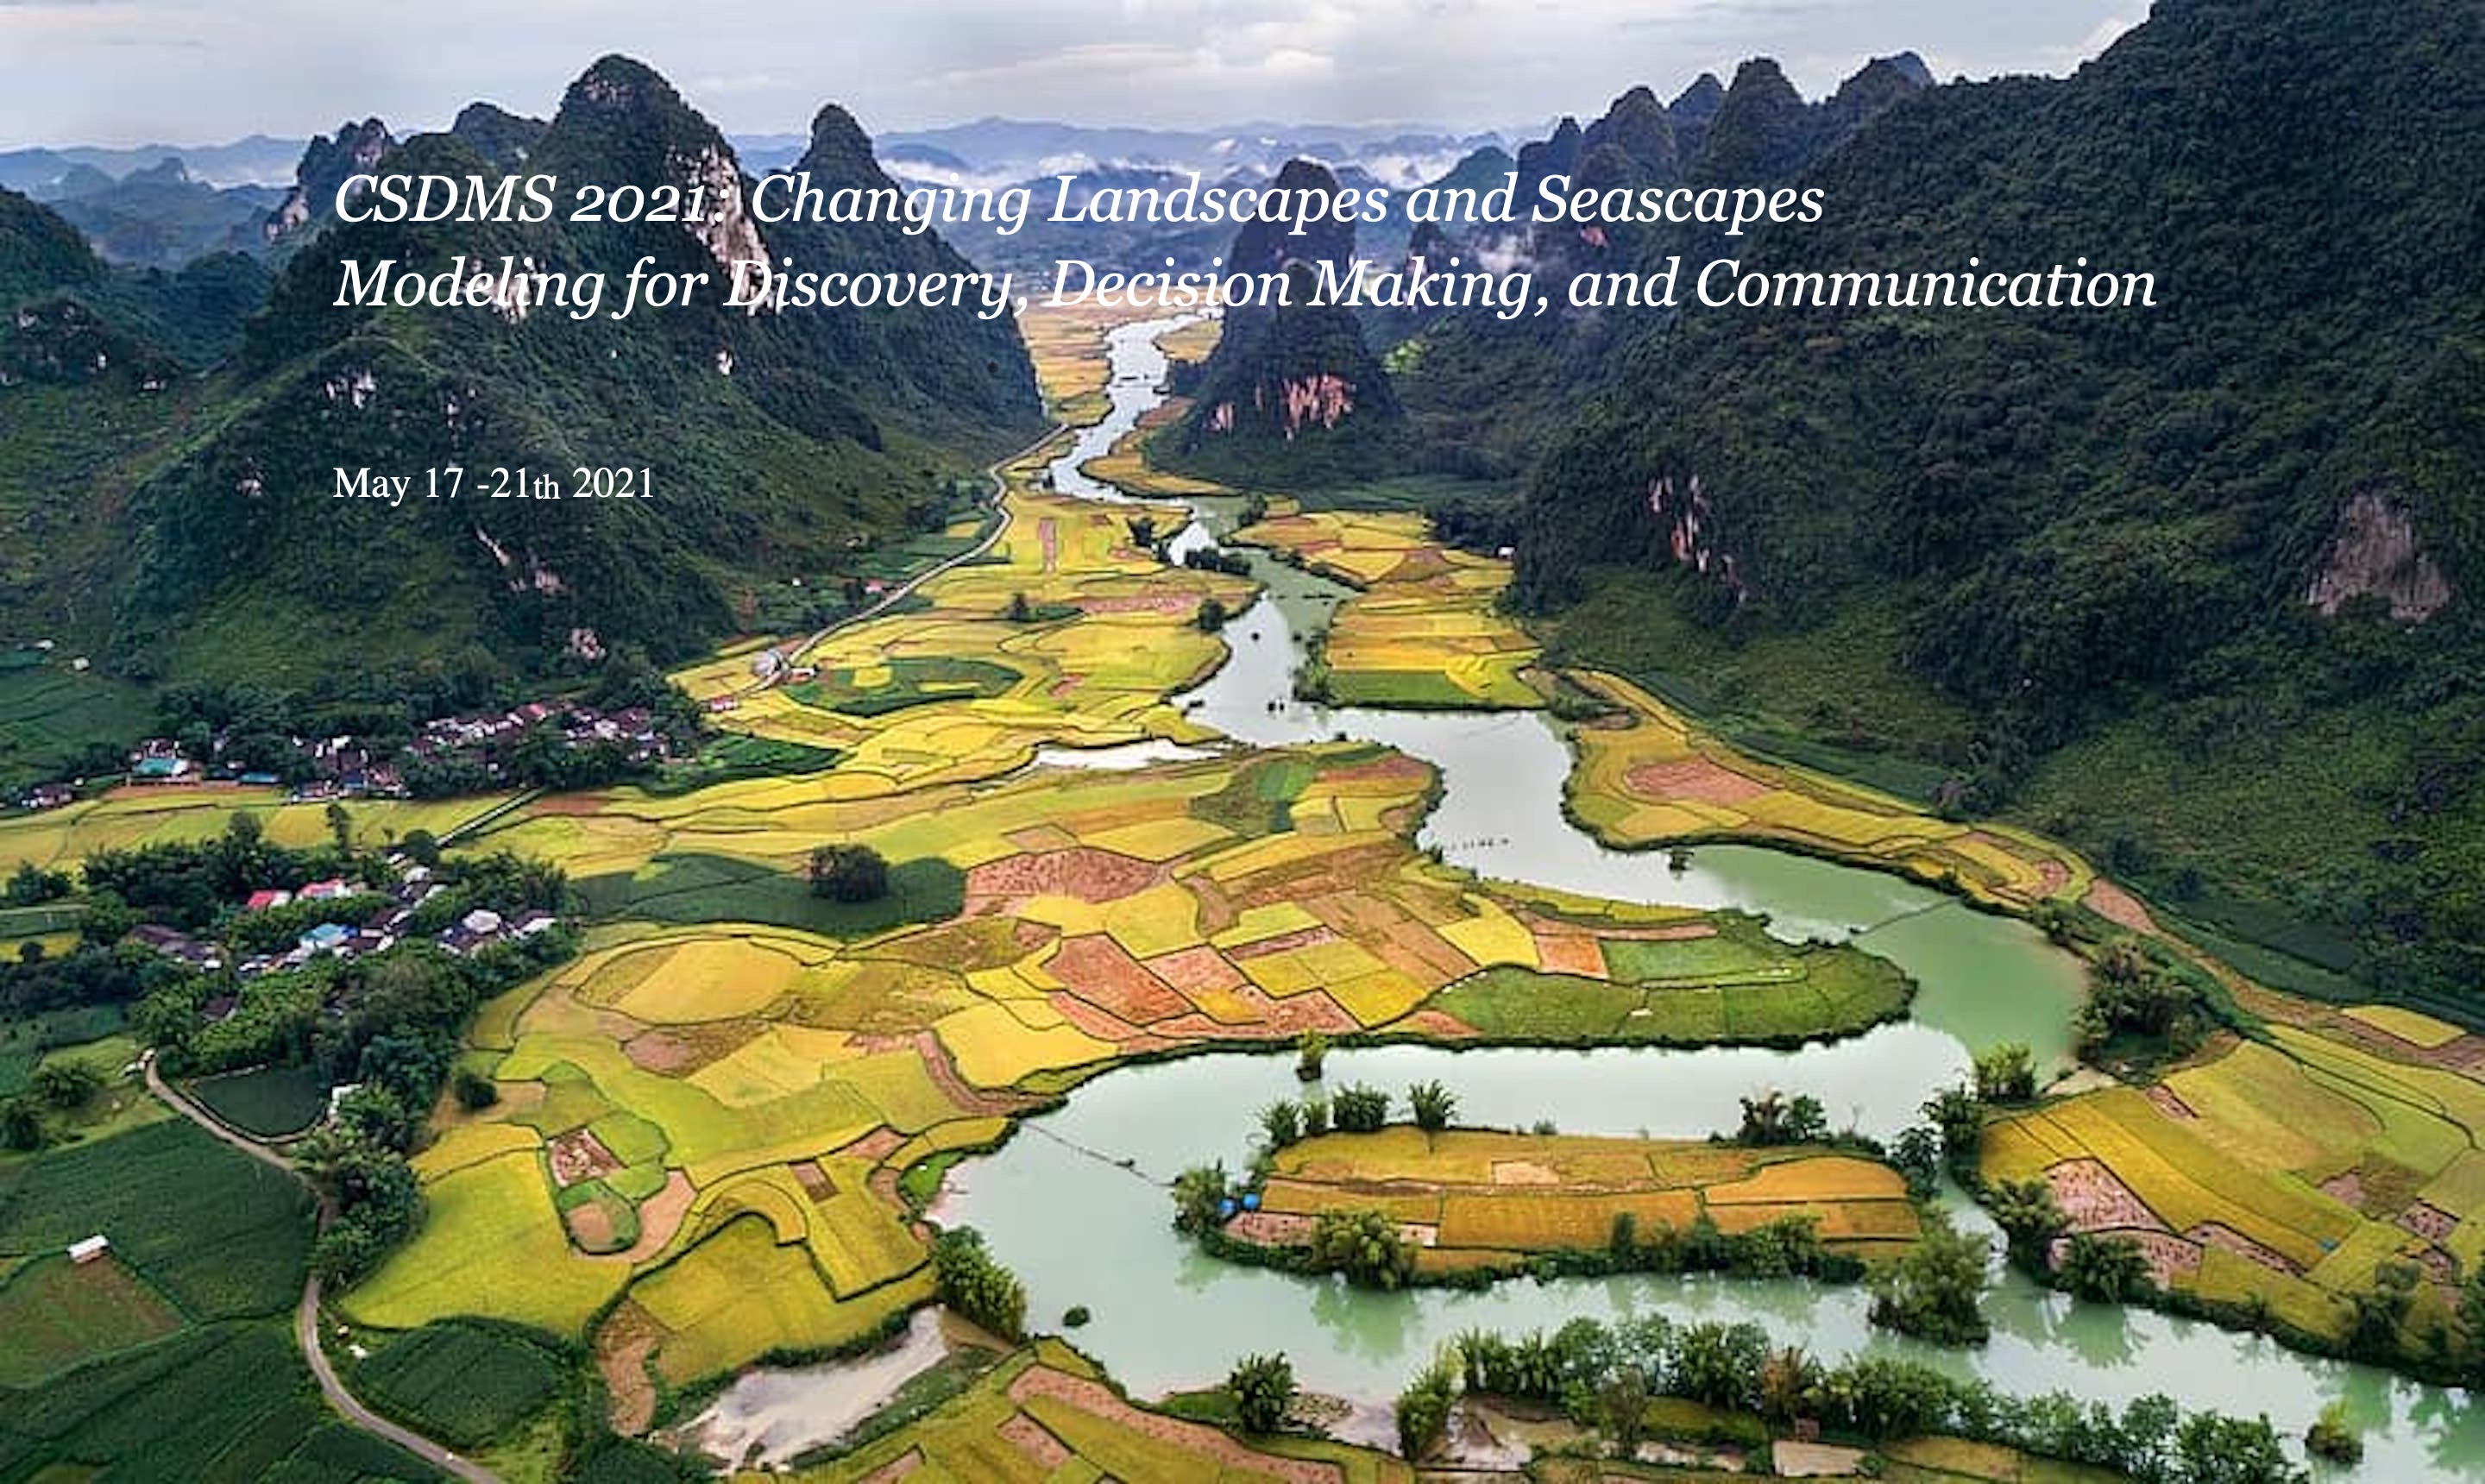 CSDMS 2021: Changing Landscapes and Seascapes
Modeling for Discovery, Decision Making, and Communication
May 17 -21th 2021